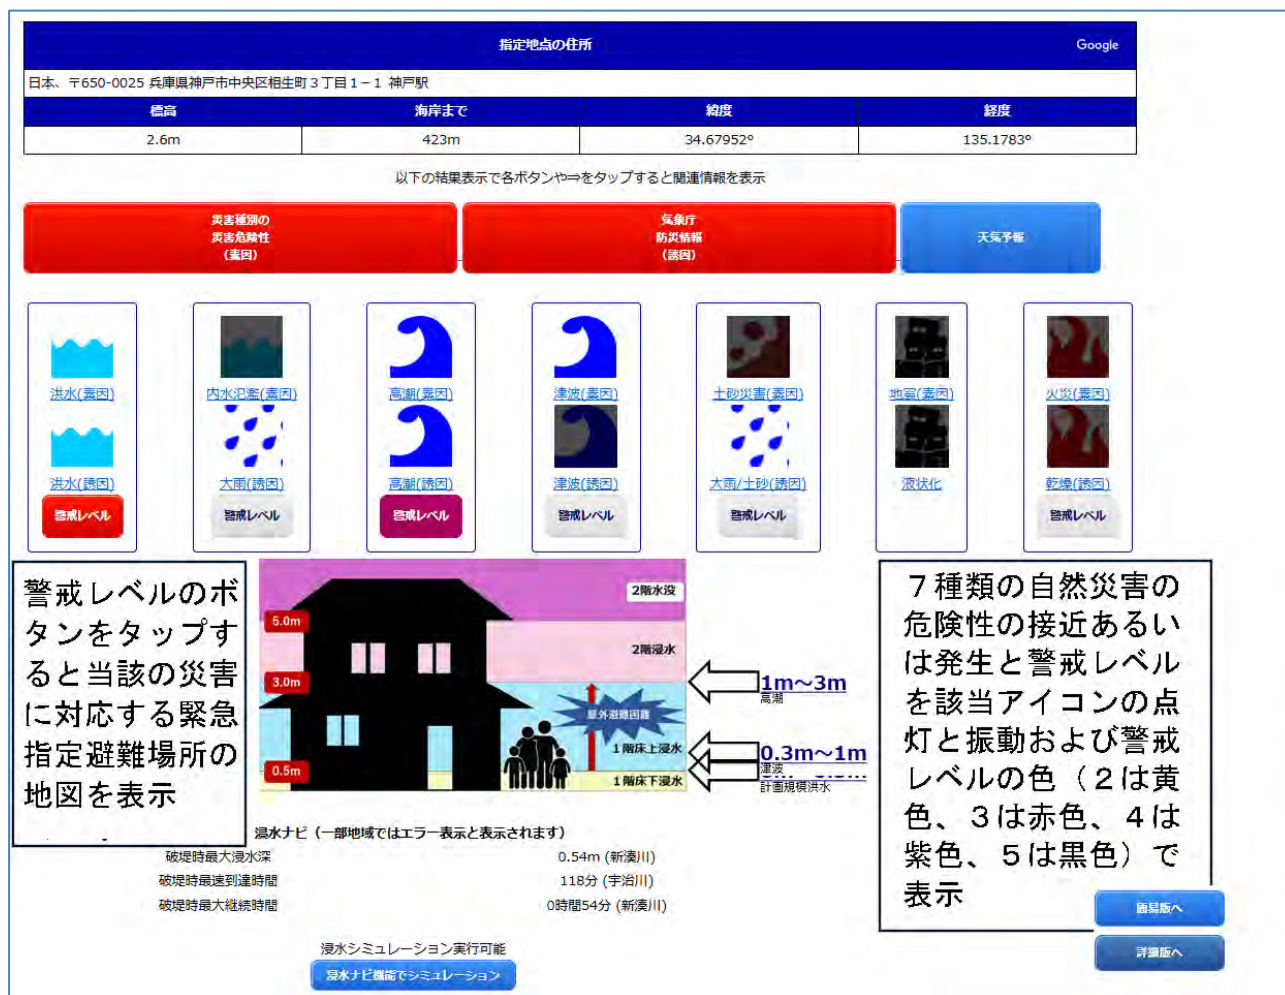 指定地点の住所
Google
日本、〒650-0025 兵庫県神戸市中央区相生町３丁目１−１ 神戸駅
標高 海岸まで 緯度 経度
2.6m 423m 34.67952° 135.1783°
以下の結果表示で各ボタンや⇒をタップすると関連情報を表示
災害種別の
災害危険性
（素因）
気象庁
防災情報
（誘因）
天気予報
洪水(素因)
内水氾濫(素因)
高潮(素因)
津波(素因)
土砂災害(素因)
地震(素因)
火災(素因)
洪水(誘因)
大雨(誘因)
高潮(誘因)
津波(誘因)
大雨/土砂(誘因)
液状化
乾燥(誘因)
警戒レベル
警戒レベル
警戒レベル
警戒レベル
警戒レベル
警戒レベル
警戒レベルのボ
タンをタップす
ると当該の災害
に対応する緊急
指定避難場所の
地図を表示
2階水没
5.0m
2階浸水
3.0m
屋外避難困難
1階床上浸水
0.5m
1階床下浸水
1m～3m
高潮
0.3m～1m
津波
計画規模洪水
７種類の自然災害の
危険性の接近あるい
は発生と警戒レベル
を該当アイコンの点
灯と振動および警戒
レベルの色（２は黄
色、３は赤色、４は
紫色、５は黒色）で
表示
浸水ナビ（一部地域ではエラー表示と表示されます）
破堤時最大浸水深 0.54m (新湊川)
破堤時最速到達時間 118分 (宇治川)
破堤時最大継続時間 0時間54分 (新湊川)
簡易版へ
詳細版へ
浸水シミュレーション実行可能
浸水ナビ機能でシミュレーション